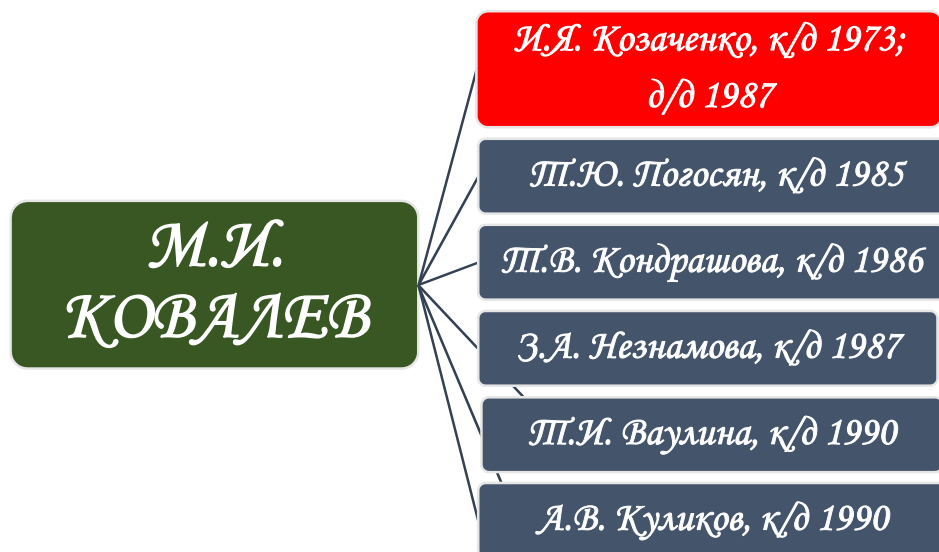 М.И.
КОВАЛЕВ
И.Я. Козаченко, к/д 1973;
д/д 1987
Т.Ю. Погосян, к/д 1985
Т.В. Кондрашова, к/д 1986
З.А. Незнамова, к/д 1987
Т.И. Ваулина, к/д 1990
А.В. Куликов, к/д 1990